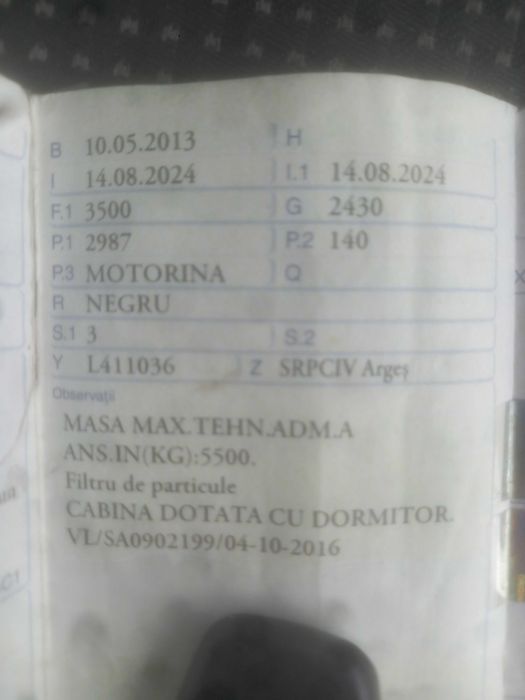 B 10.05.2013 H
I 14.08.2024 I.1 14.08.2024
F.1 3500 G 2430
P.1 2987 P.2 140
P.3 MOTORINA Q
R NEGRU
S.1 3 S.2
Y L411036 Z SRPCIV Argeș
Observații
MASA MAX.TEHN.ADM.A
ANS.IN(KG):5500.
Filtru de particule
CABINA DOTATA CU DORMITOR.
VL/SA0902199/04-10-2016